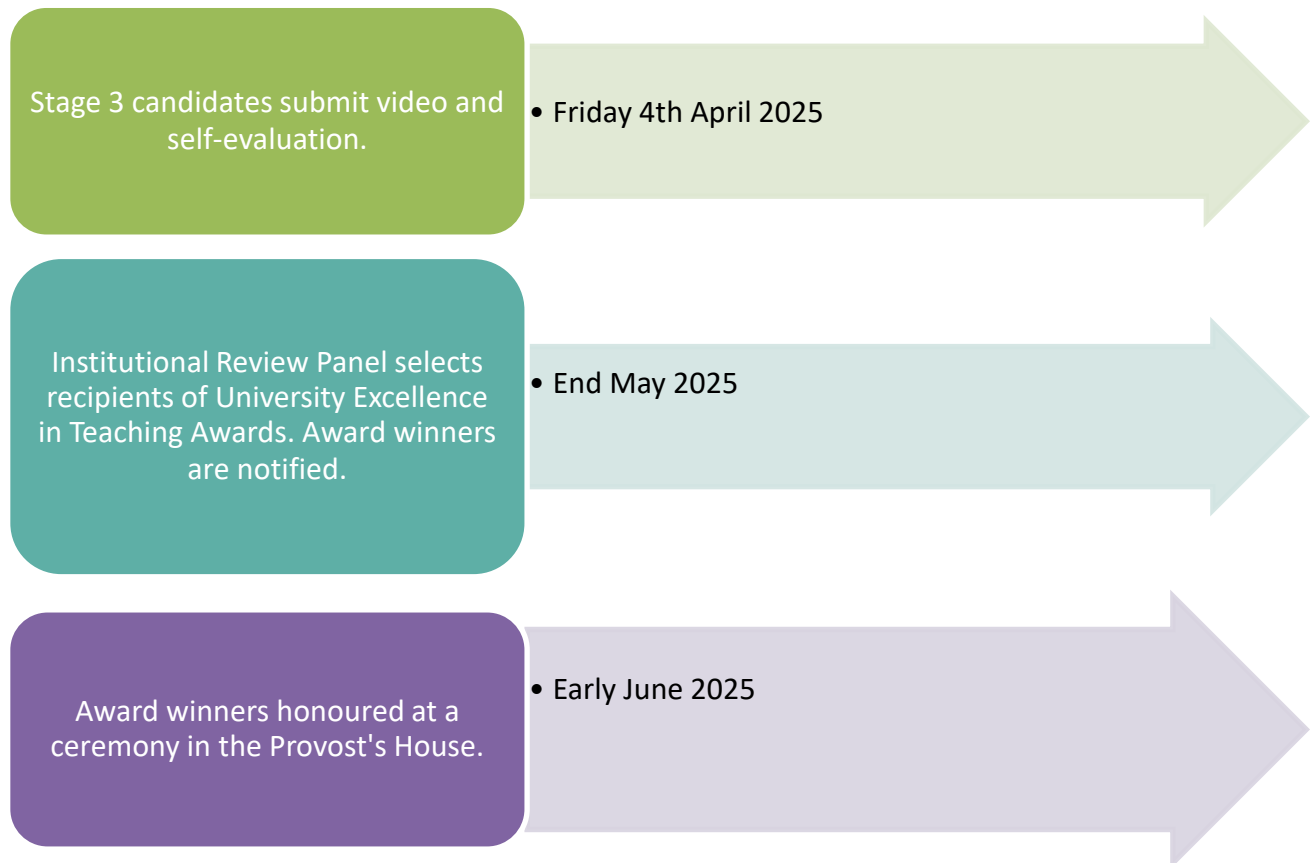 Stage 3 candidates submit video and
self-evaluation.
• Friday 4th April 2025
Institutional Review Panel selects
recipients of University Excellence
in Teaching Awards. Award winners
are notified.
• End May 2025
Award winners honoured at a
ceremony in the Provost's House.
• Early June 2025